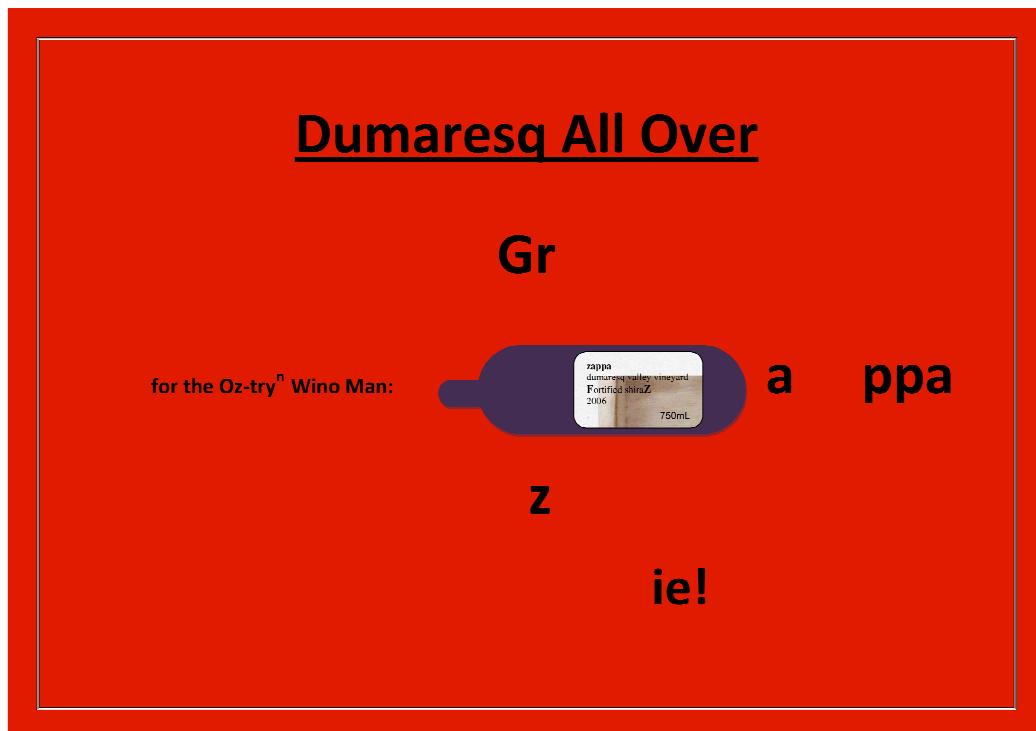 Dumaresq All Over
Gr
for the Oz-tryⁿ Wino Man:
zappa
dumaresq valley vineyard
Fortified shiraZ
2006
750mL
a ppa
z
ie!